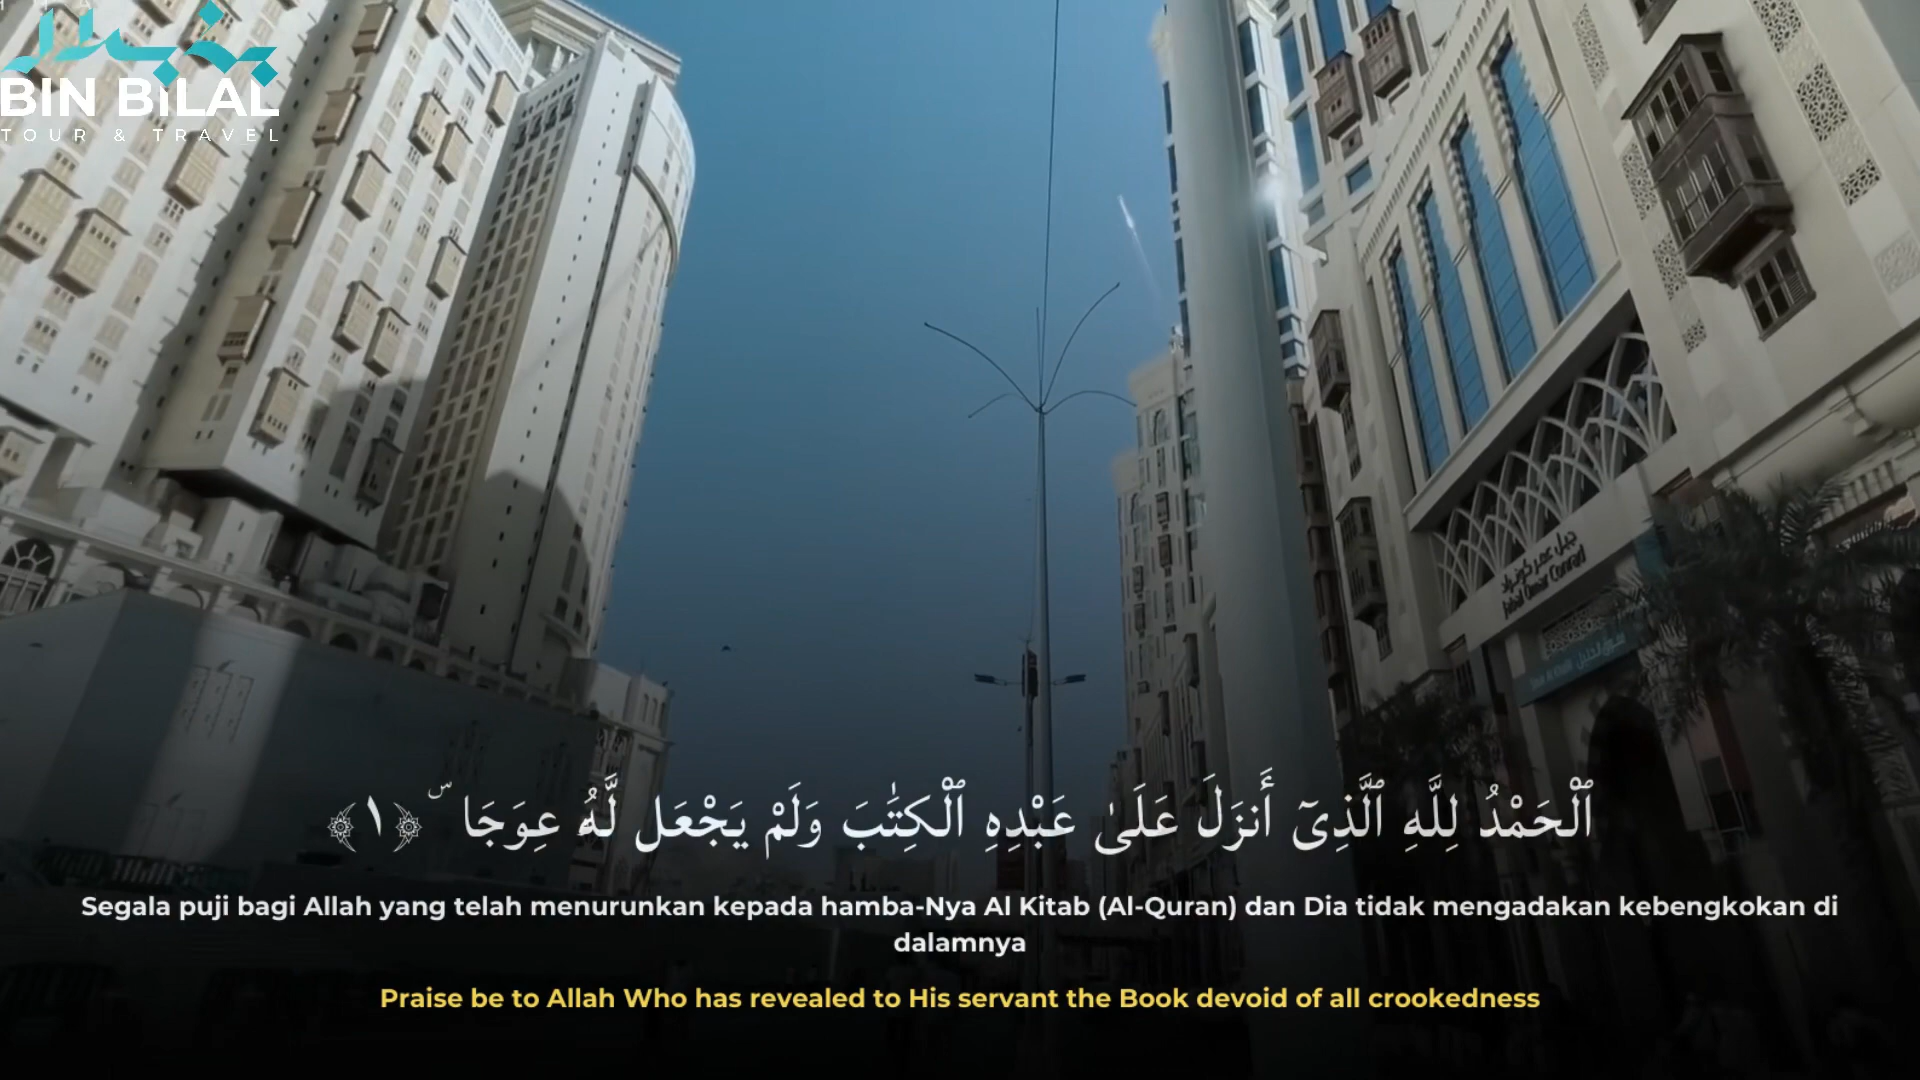 بن بلال
BIN BILAL
TOUR & TRAVEL
جبل عمر كونراد
Jabal Omar Conrad
سوق الخليل
ٱلْحَمْدُ لِلَّهِ ٱلَّذِىٓ أَنزَلَ عَلَىٰ عَبْدِهِ ٱلْكِتَٰبَ وَلَمْ يَجْعَل لَّهُۥ عِوَجَا ۜ ﴿١﴾
Segala puji bagi Allah yang telah menurunkan kepada hamba-Nya Al Kitab (Al-Quran) dan Dia tidak mengadakan kebengkokan di
dalamnya
Praise be to Allah Who has revealed to His servant the Book devoid of all crookedness